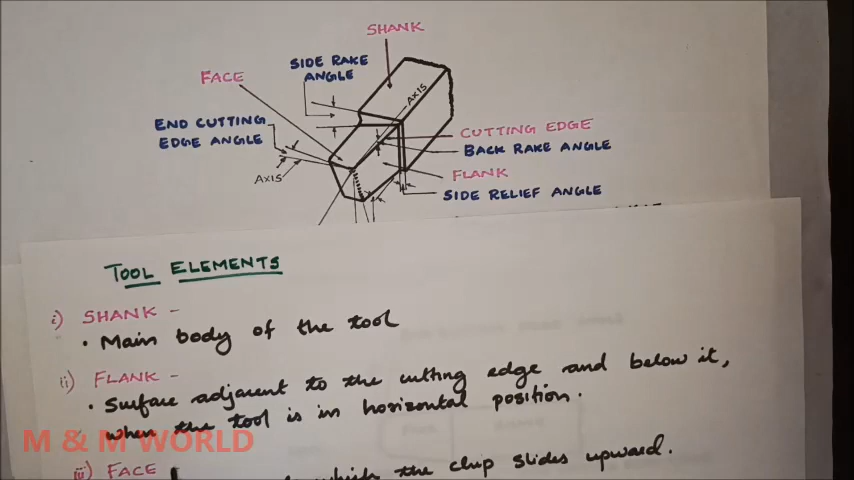 SHANK
SIDE RAKE
ANGLE
FACE
AXIS
END CUTTING
EDGE ANGLE
CUTTING EDGE
BACK RAKE ANGLE
FLANK
AXIS
SIDE RELIEF ANGLE
TOOL ELEMENTS
i) SHANK -
• Main body of the tool
(ii) FLANK -
• Surface adjacent to the cutting edge and below it,
when the tool is in horizontal position.
M & M WORLD
iii) FACE
which the chip slides upward.